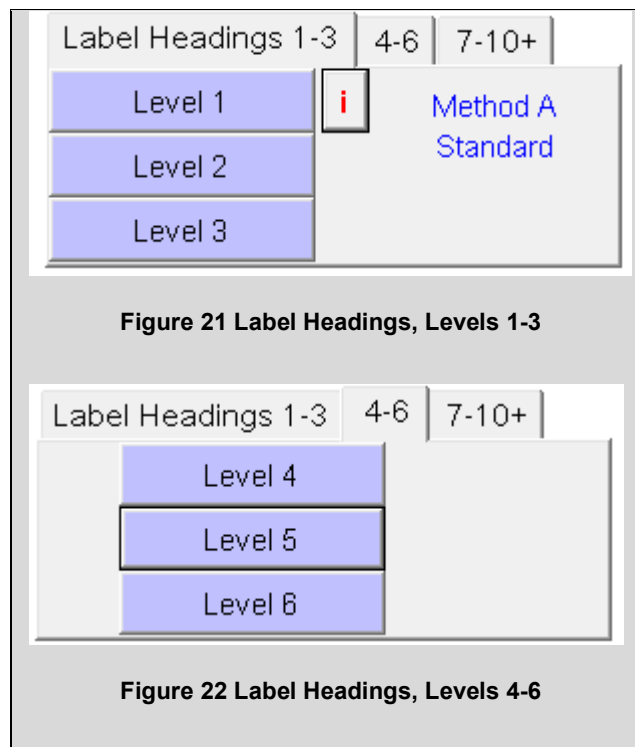 Label Headings 1-3 4-6 7-10+
Level 1 i Method A
Standard
Level 2
Level 3
Figure 21 Label Headings, Levels 1-3
Label Headings 1-3 4-6 7-10+
Level 4
Level 5
Level 6
Figure 22 Label Headings, Levels 4-6